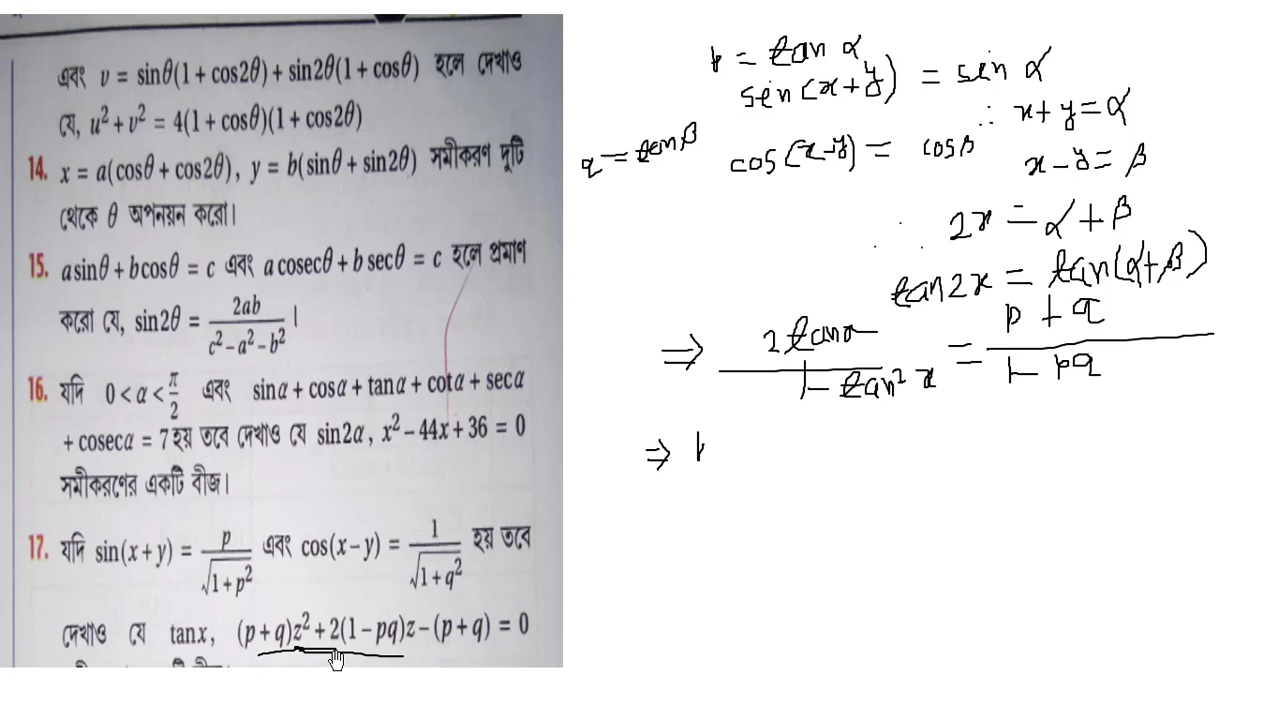 এবং v = sinθ(1 + cos2θ) + sin2θ(1 + cosθ) হলে দেখাও
যে, u² + v² = 4(1 + cosθ)(1 + cos2θ)
14. x = a(cosθ + cos2θ), y = b(sinθ + sin2θ) সমীকরণ দুটি
থেকে θ অপনয়ন করো।
15. a sinθ + b cosθ = c এবং a cosecθ + b secθ = c হলে প্রমাণ
করো যে, sin2θ = 2ab / (c² – a² – b²) ।
16. যদি 0 < α < π/2 এবং sinα + cosα + tanα + cotα + secα
+ cosecα = 7 হয় তবে দেখাও যে sin2α, x² – 44x + 36 = 0
সমীকরণের একটি বীজ।
17. যদি sin(x + y) = p/√(1 + p²) এবং cos(x – y) = 1/√(1 + q²) হয় তবে
দেখাও যে tanx, (p + q)z² + 2(1 – pq)z – (p + q) = 0
p = tan α
sin(x+y) = sin α
∴ x+y = α
q = tan β
cos(x-y) = cos β
x-y = β
∴ 2x = α + β
tan 2x = tan(α+β)
⇒ 2 tan x / (1 - tan² x) = (p + q) / (1 - pq)
⇒